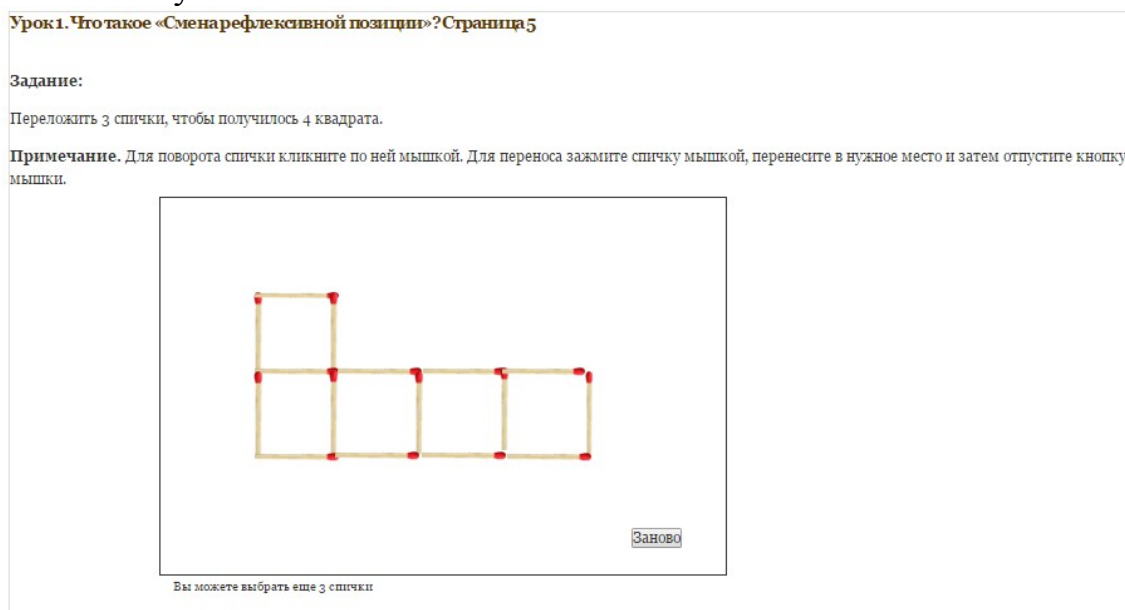 Урок 1. Что такое «Смена рефлексивной позиции»? Страница 5
Задание:
Переложить 3 спички, чтобы получилось 4 квадрата.
Примечание. Для поворота спички кликните по ней мышкой. Для переноса зажмите спичку мышкой, перенесите в нужное место и затем отпустите кнопку
мышки.
Заново
Вы можете выбрать еще 3 спички